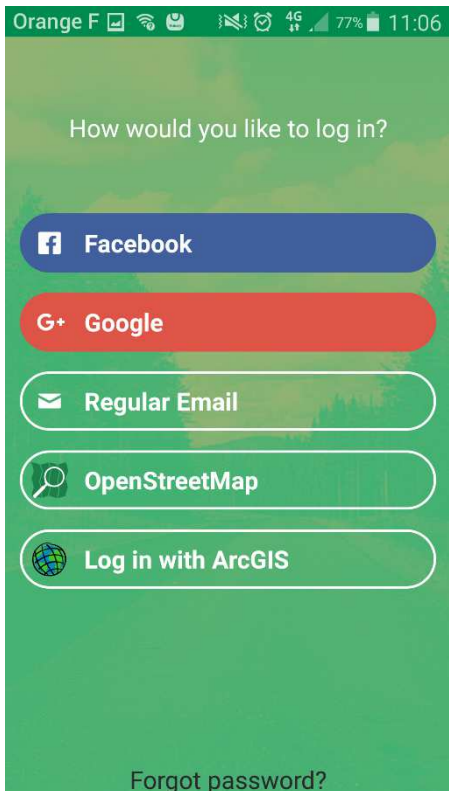 Orange F 4G 77% 11:06
How would you like to log in?
f Facebook
G+ Google
Regular Email
OpenStreetMap
Log in with ArcGIS
Forgot password?